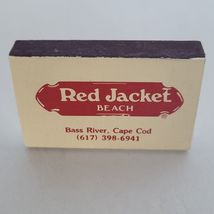 Red Jacket
BEACH
Bass River, Cape Cod
(617) 398-6941